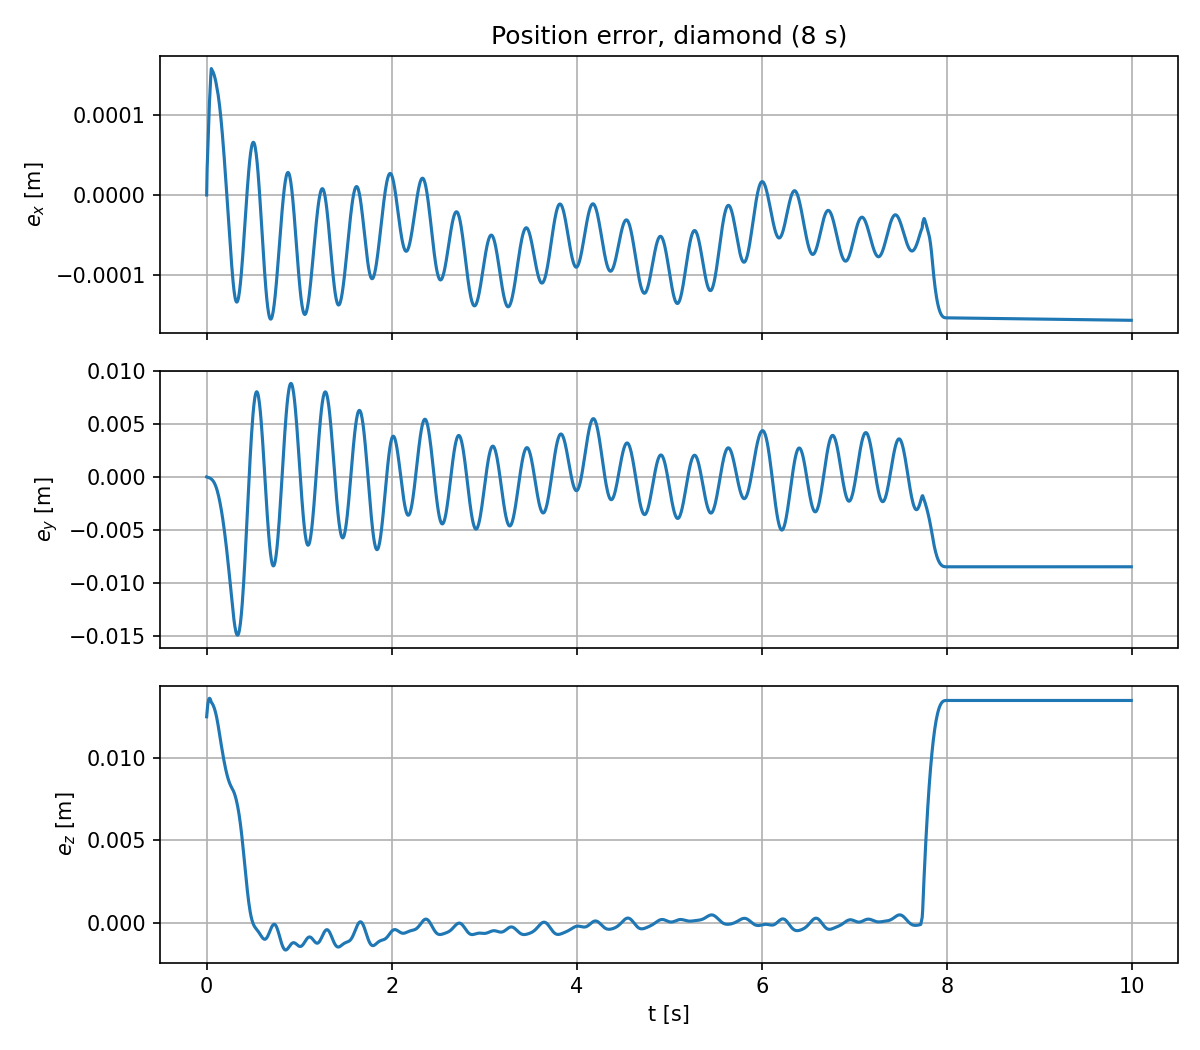 Position error, diamond (8 s)
0.0001
0.0000
−0.0001
e_x [m]
0.010
0.005
0.000
−0.005
−0.010
−0.015
e_y [m]
0.010
0.005
0.000
e_z [m]
0 2 4 6 8 10
t [s]